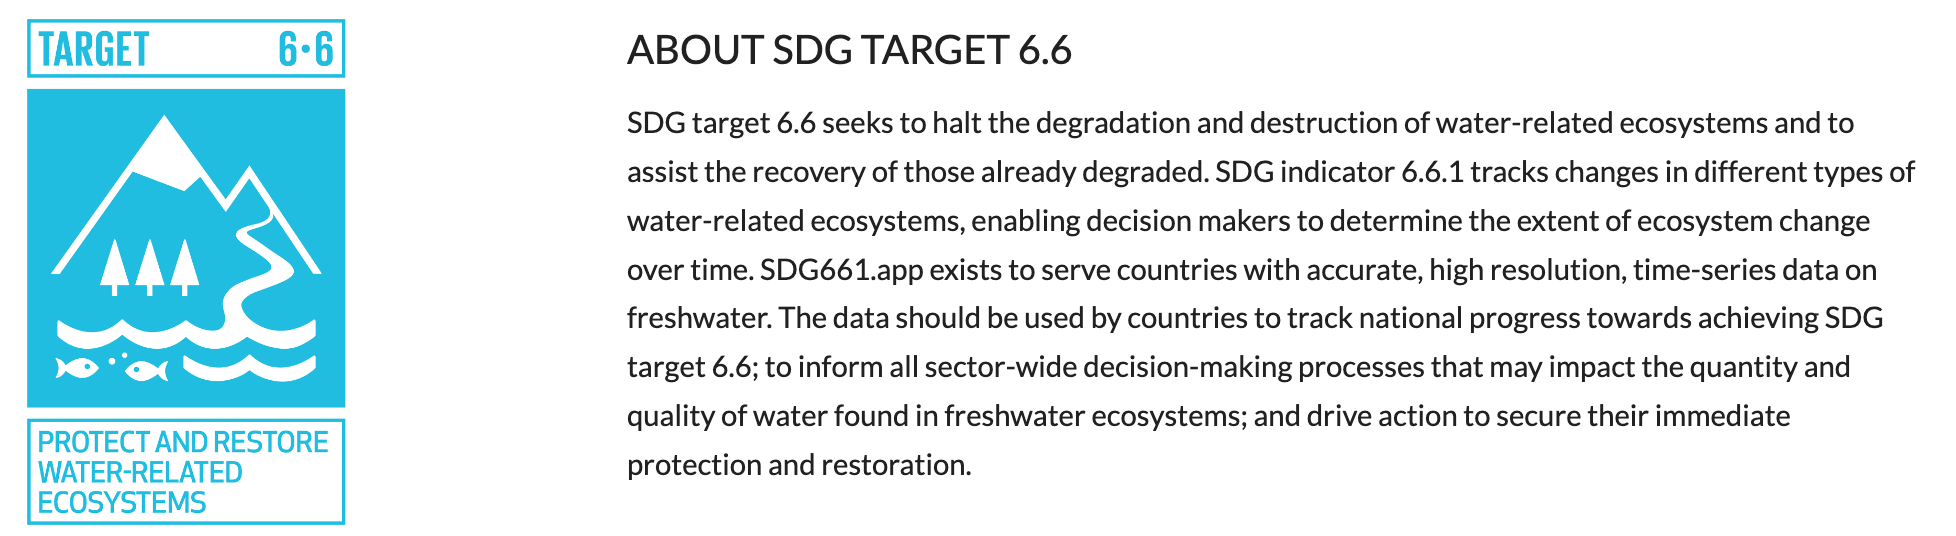 TARGET 6·6
PROTECT AND RESTORE
WATER-RELATED
ECOSYSTEMS
ABOUT SDG TARGET 6.6
SDG target 6.6 seeks to halt the degradation and destruction of water-related ecosystems and to
assist the recovery of those already degraded. SDG indicator 6.6.1 tracks changes in different types of
water-related ecosystems, enabling decision makers to determine the extent of ecosystem change
over time. SDG661.app exists to serve countries with accurate, high resolution, time-series data on
freshwater. The data should be used by countries to track national progress towards achieving SDG
target 6.6; to inform all sector-wide decision-making processes that may impact the quantity and
quality of water found in freshwater ecosystems; and drive action to secure their immediate
protection and restoration.